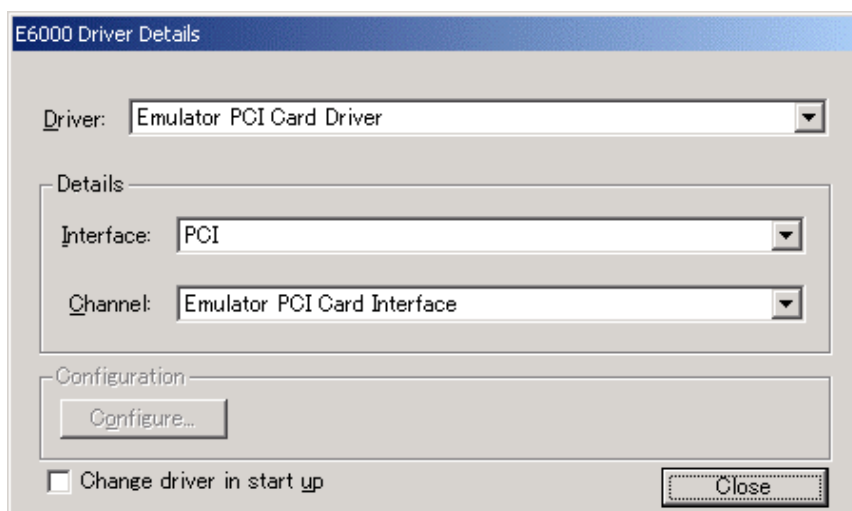 E6000 Driver Details
Driver: Emulator PCI Card Driver
Details
Interface: PCI
Channel: Emulator PCI Card Interface
Configuration
Configure...
Change driver in start up
Close